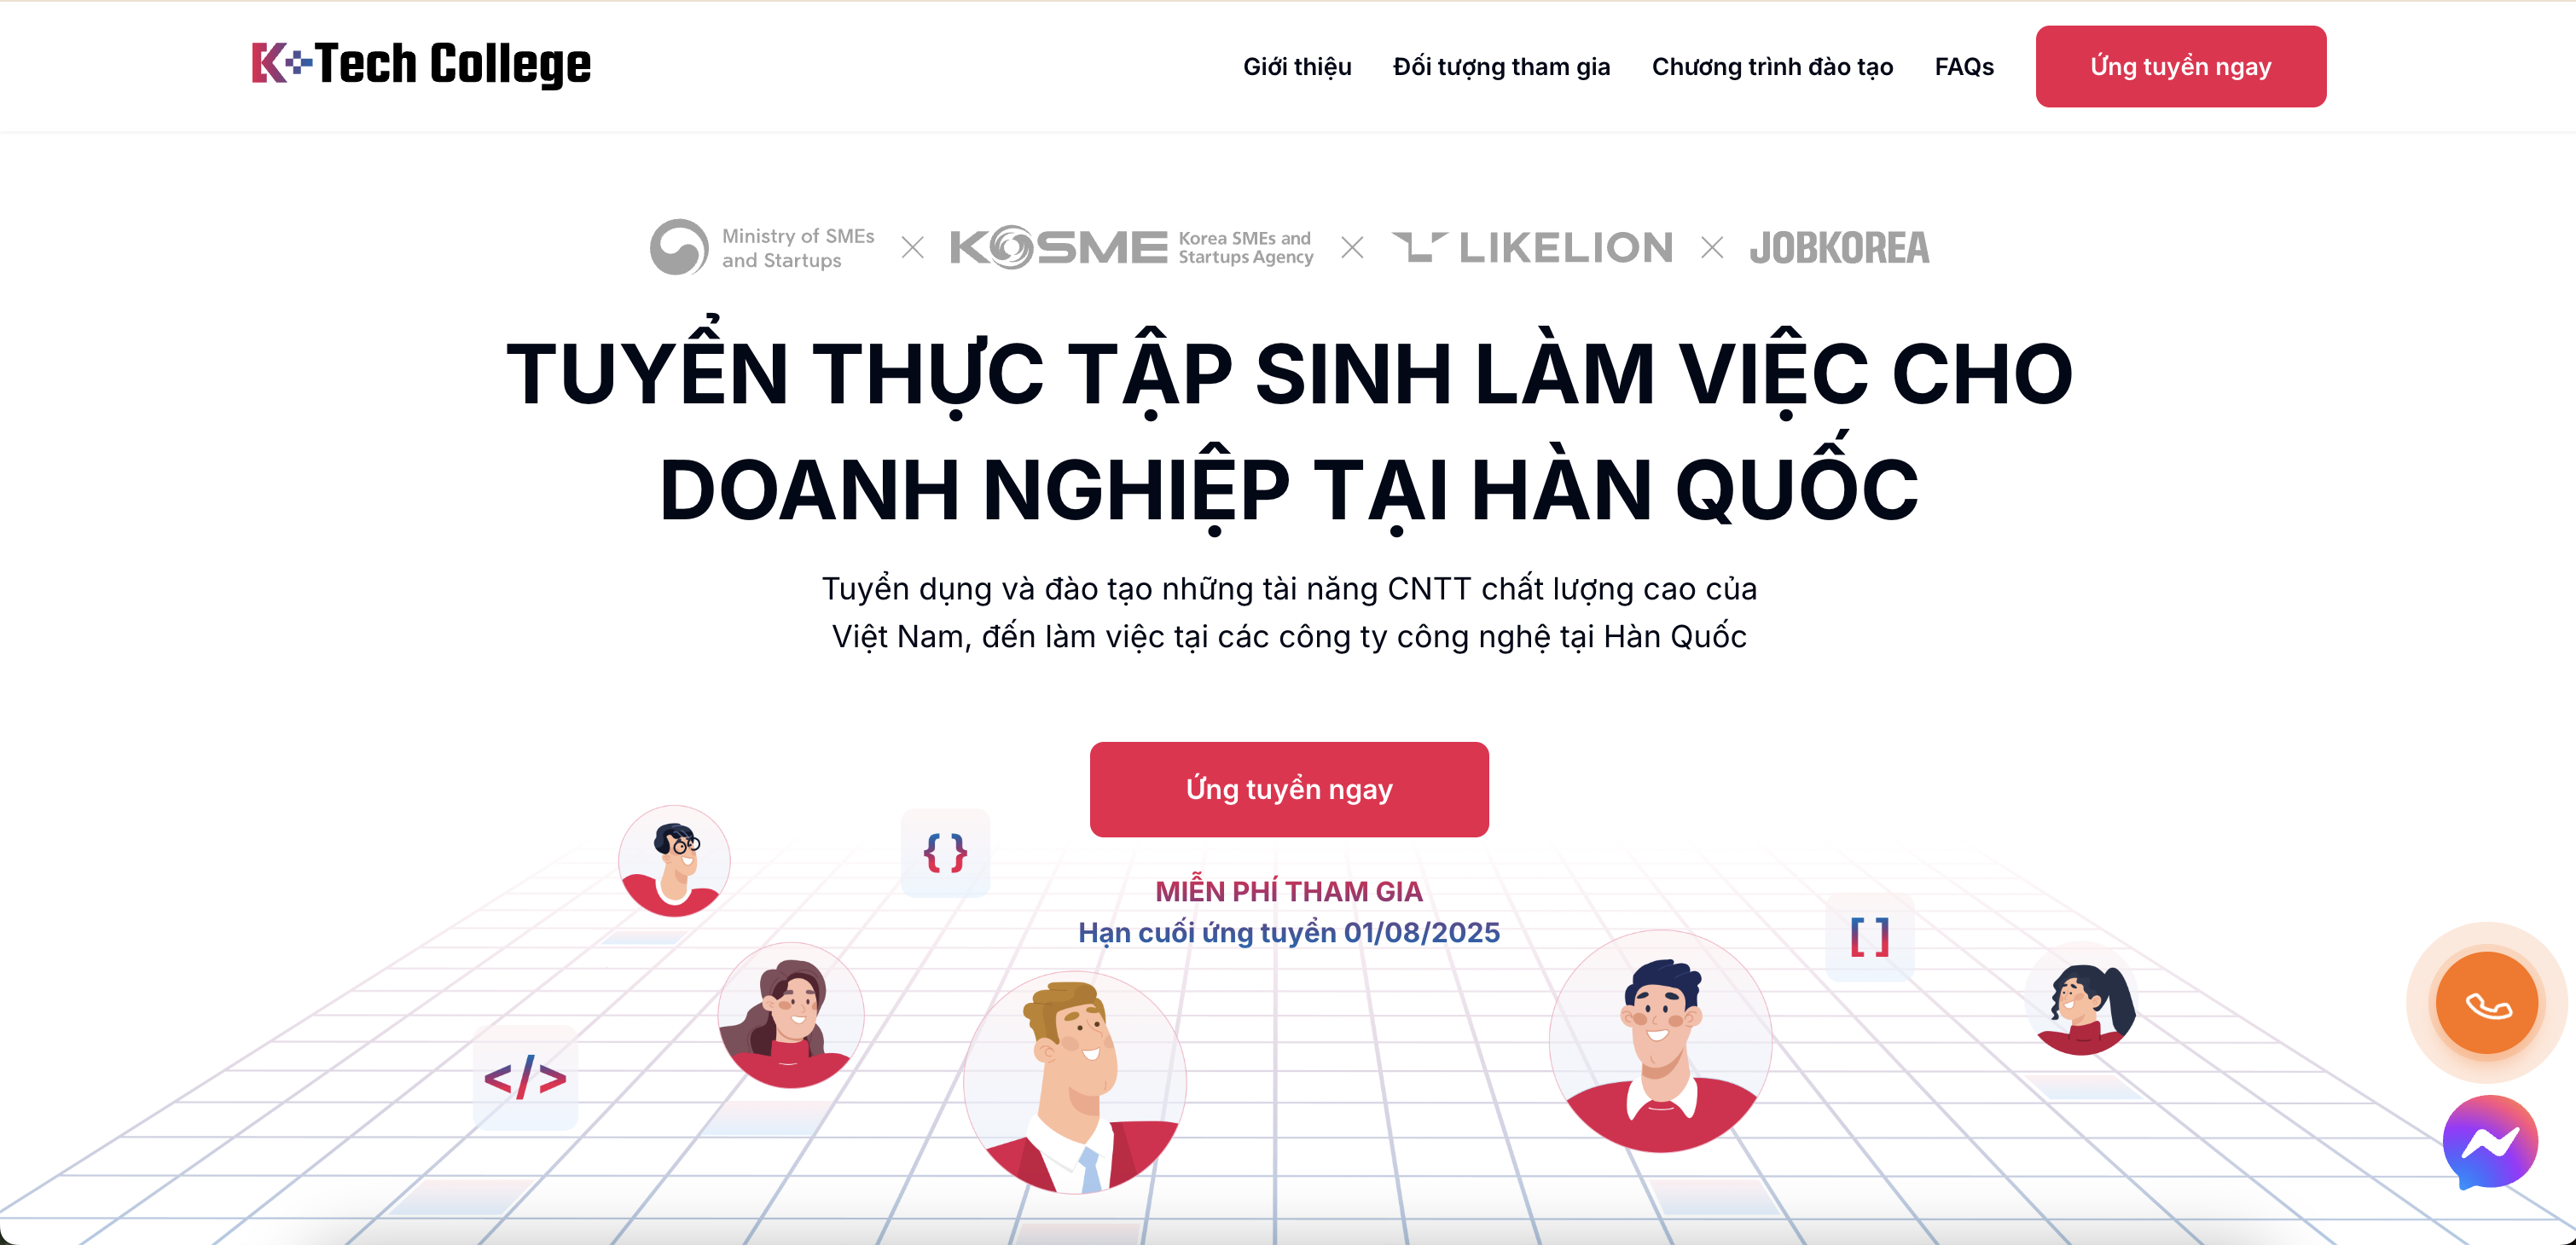 K Tech College
Giới thiệu
Đối tượng tham gia
Chương trình đào tạo
FAQs
Ứng tuyển ngay
Ministry of SMEs
and Startups
KOSME
Korea SMEs and
Startups Agency
LIKELION
JOBKOREA
TUYỂN THỰC TẬP SINH LÀM VIỆC CHO
DOANH NGHIỆP TẠI HÀN QUỐC
Tuyển dụng và đào tạo những tài năng CNTT chất lượng cao của
Việt Nam, đến làm việc tại các công ty công nghệ tại Hàn Quốc
Ứng tuyển ngay
{ }
MIỄN PHÍ THAM GIA
Hạn cuối ứng tuyển 01/08/2025
[ ]
</>